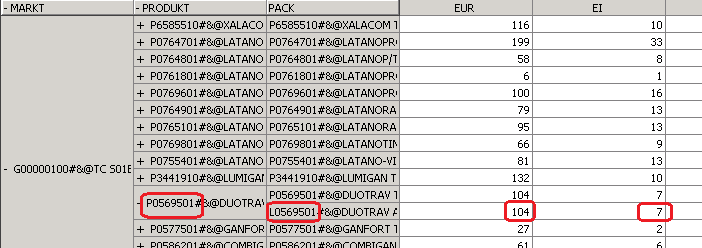 - MARKT - PRODUKT PACK EUR EI
+ P6585510#&@XALACO P6585510#&@XALACOM T 116 10
+ P0764701#&@LATANO P0764701#&@LATANOPR 199 33
+ P0764801#&@LATANO P0764801#&@LATANOP/T 58 8
+ P0761801#&@LATANO P0761801#&@LATANOPR 6 1
+ P0769601#&@LATANO P0769601#&@LATANOPR 100 16
+ P0764901#&@LATANO P0764901#&@LATANORA 79 13
+ P0765101#&@LATANO P0765101#&@LATANORA 95 13
+ P0769801#&@LATANO P0769801#&@LATANOTIN 66 9
+ P0755401#&@LATANO P0755401#&@LATANO-VI 81 13
+ P3441910#&@LUMIGA P3441910#&@LUMIGAN T 132 10
- G00000100#&@TC S01E
- P0569501#&@DUOTRAV P0569501#&@DUOTRAV T 104 7
L0569501#&@DUOTRAV A 104 7
+ P0577501#&@GANFOR P0577501#&@GANFORT T 27 2
+ P0586201#&@COMBIG P0586201#&@COMBIGAN 61 6